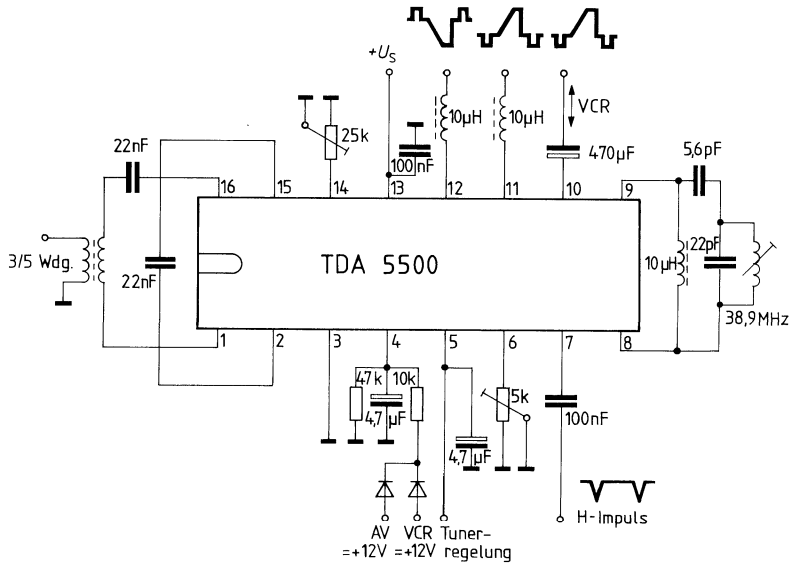 +Us
10µH
10µH
VCR
25k
100nF
470µF
5,6pF
22nF
16
15
14
13
12
11
10
9
3/5 Wdg.
22nF
TDA 5500
10µH
22pF
38,9MHz
1
2
3
4
5
6
7
8
47k
10k
4,7 µF
5k
100nF
4,7 µF
H-Impuls
AV
=+12V
VCR
=+12V
Tuner-
regelung